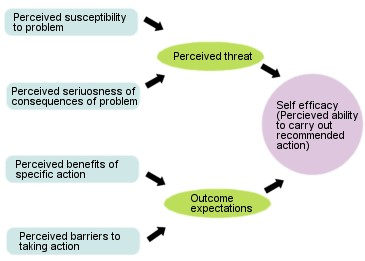 Perceived susceptibility
to problem
Perceived threat
Perceived seriuosness of
consequences of problem
Self efficacy
(Percieved ability
to carry out
recommended
action)
Perceived benefits of
specific action
Outcome
expectations
Perceived barriers to
taking action